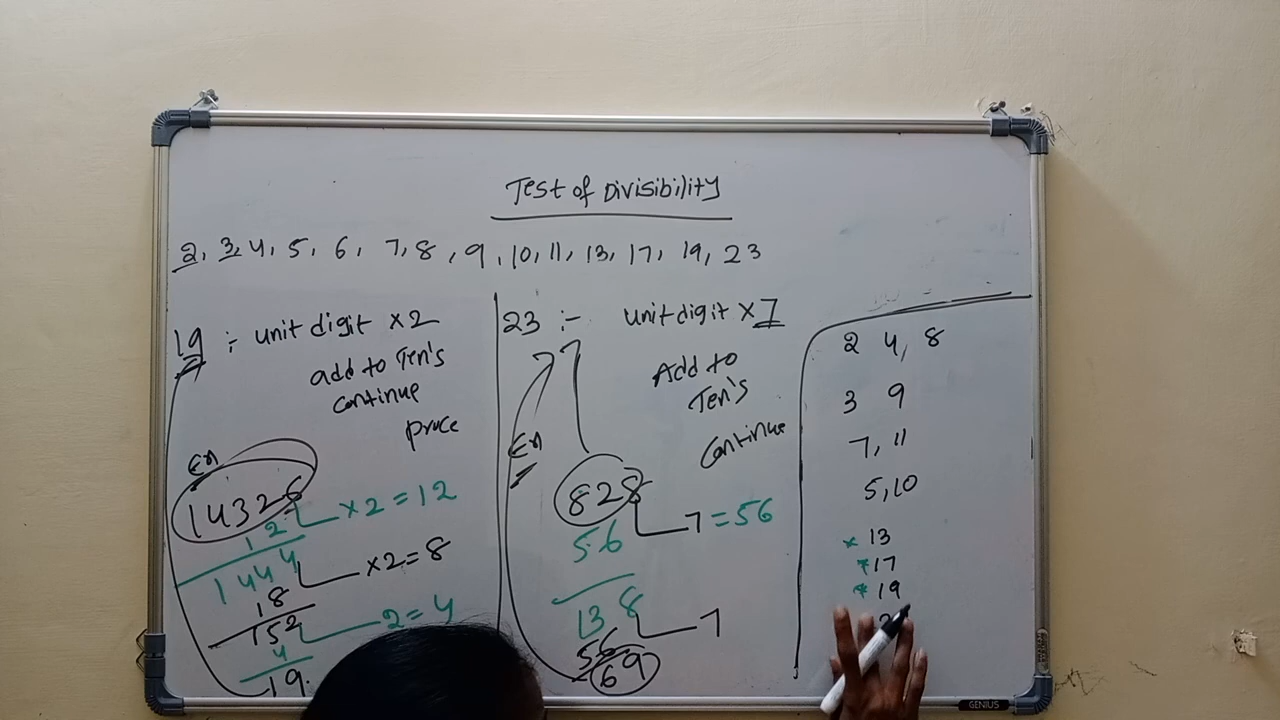 Test of Divisibility
2, 3, 4, 5, 6, 7, 8, 9, 10, 11, 13, 17, 19, 23
19 :- unit digit ×2
add to Ten's
continue
Ex
14326 ×2=12
12
1444 ×2=8
8
152 2=4
4
19.
23 :- unit digit ×7
Add to
Ten's
continue
Ex
828 7=56
56
138 7
56
69
2 4, 8
3 9
7, 11
5, 10
× 13
* 17
* 19
GENIUS